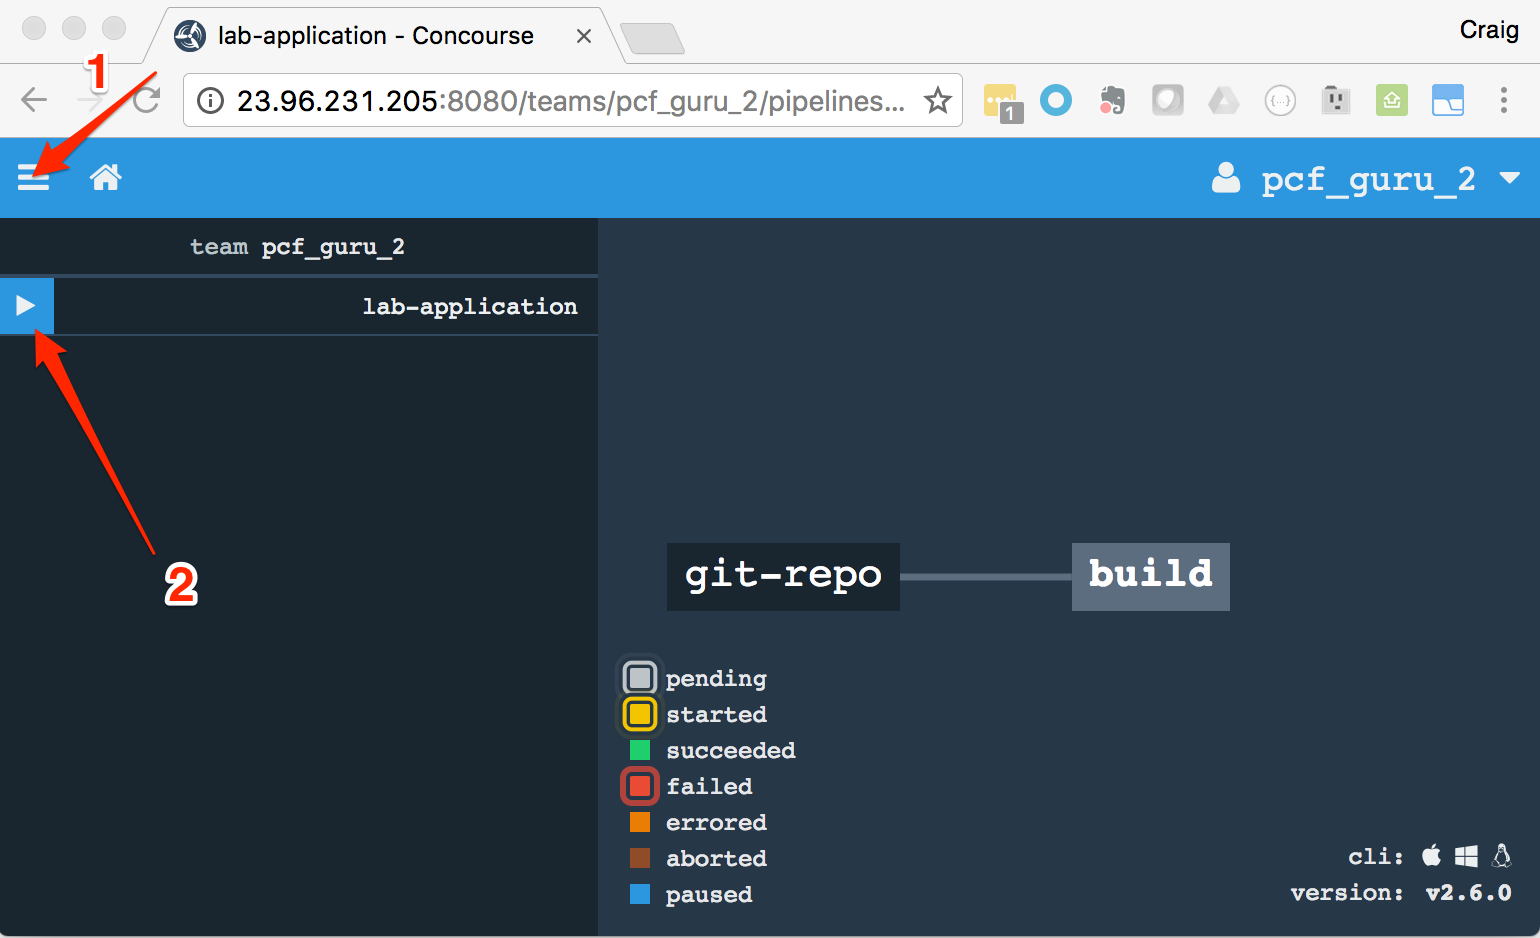 lab-application - Concourse
Craig
1
23.96.231.205:8080/teams/pcf_guru_2/pipelines...
1
{...}
pcf_guru_2
team pcf_guru_2
lab-application
2
git-repo
build
pending
started
succeeded
failed
errored
aborted
paused
cli:
version: v2.6.0